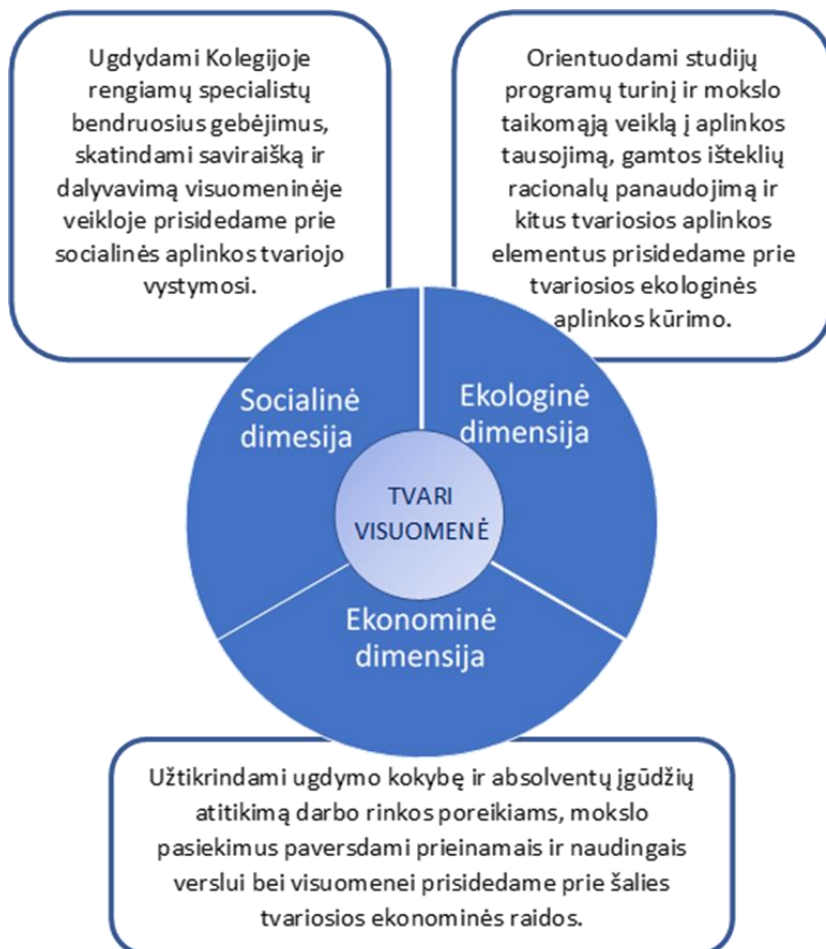 Ugdydami Kolegijoje
rengiamų specialistų
bendruosius gebėjimus,
skatindami saviraišką ir
dalyvavimą visuomeninėje
veikloje prisidedame prie
socialinės aplinkos tvariojo
vystymosi.
Orientuodami studijų
programų turinį ir mokslo
taikomąją veiklą į aplinkos
tausojimą, gamtos išteklių
racionalų panaudojimą ir
kitus tvariosios aplinkos
elementus prisidedame prie
tvariosios ekologinės
aplinkos kūrimo.
Socialinė
dimesija
Ekologinė
dimensija
TVARI
VISUOMENĖ
Ekonominė
dimensija
Užtikrindami ugdymo kokybę ir absolventų įgūdžių
atitikimą darbo rinkos poreikiams, mokslo
pasiekimus paversdami prieinamais ir naudingais
verslui bei visuomenei prisidedame prie šalies
tvariosios ekonominės raidos.